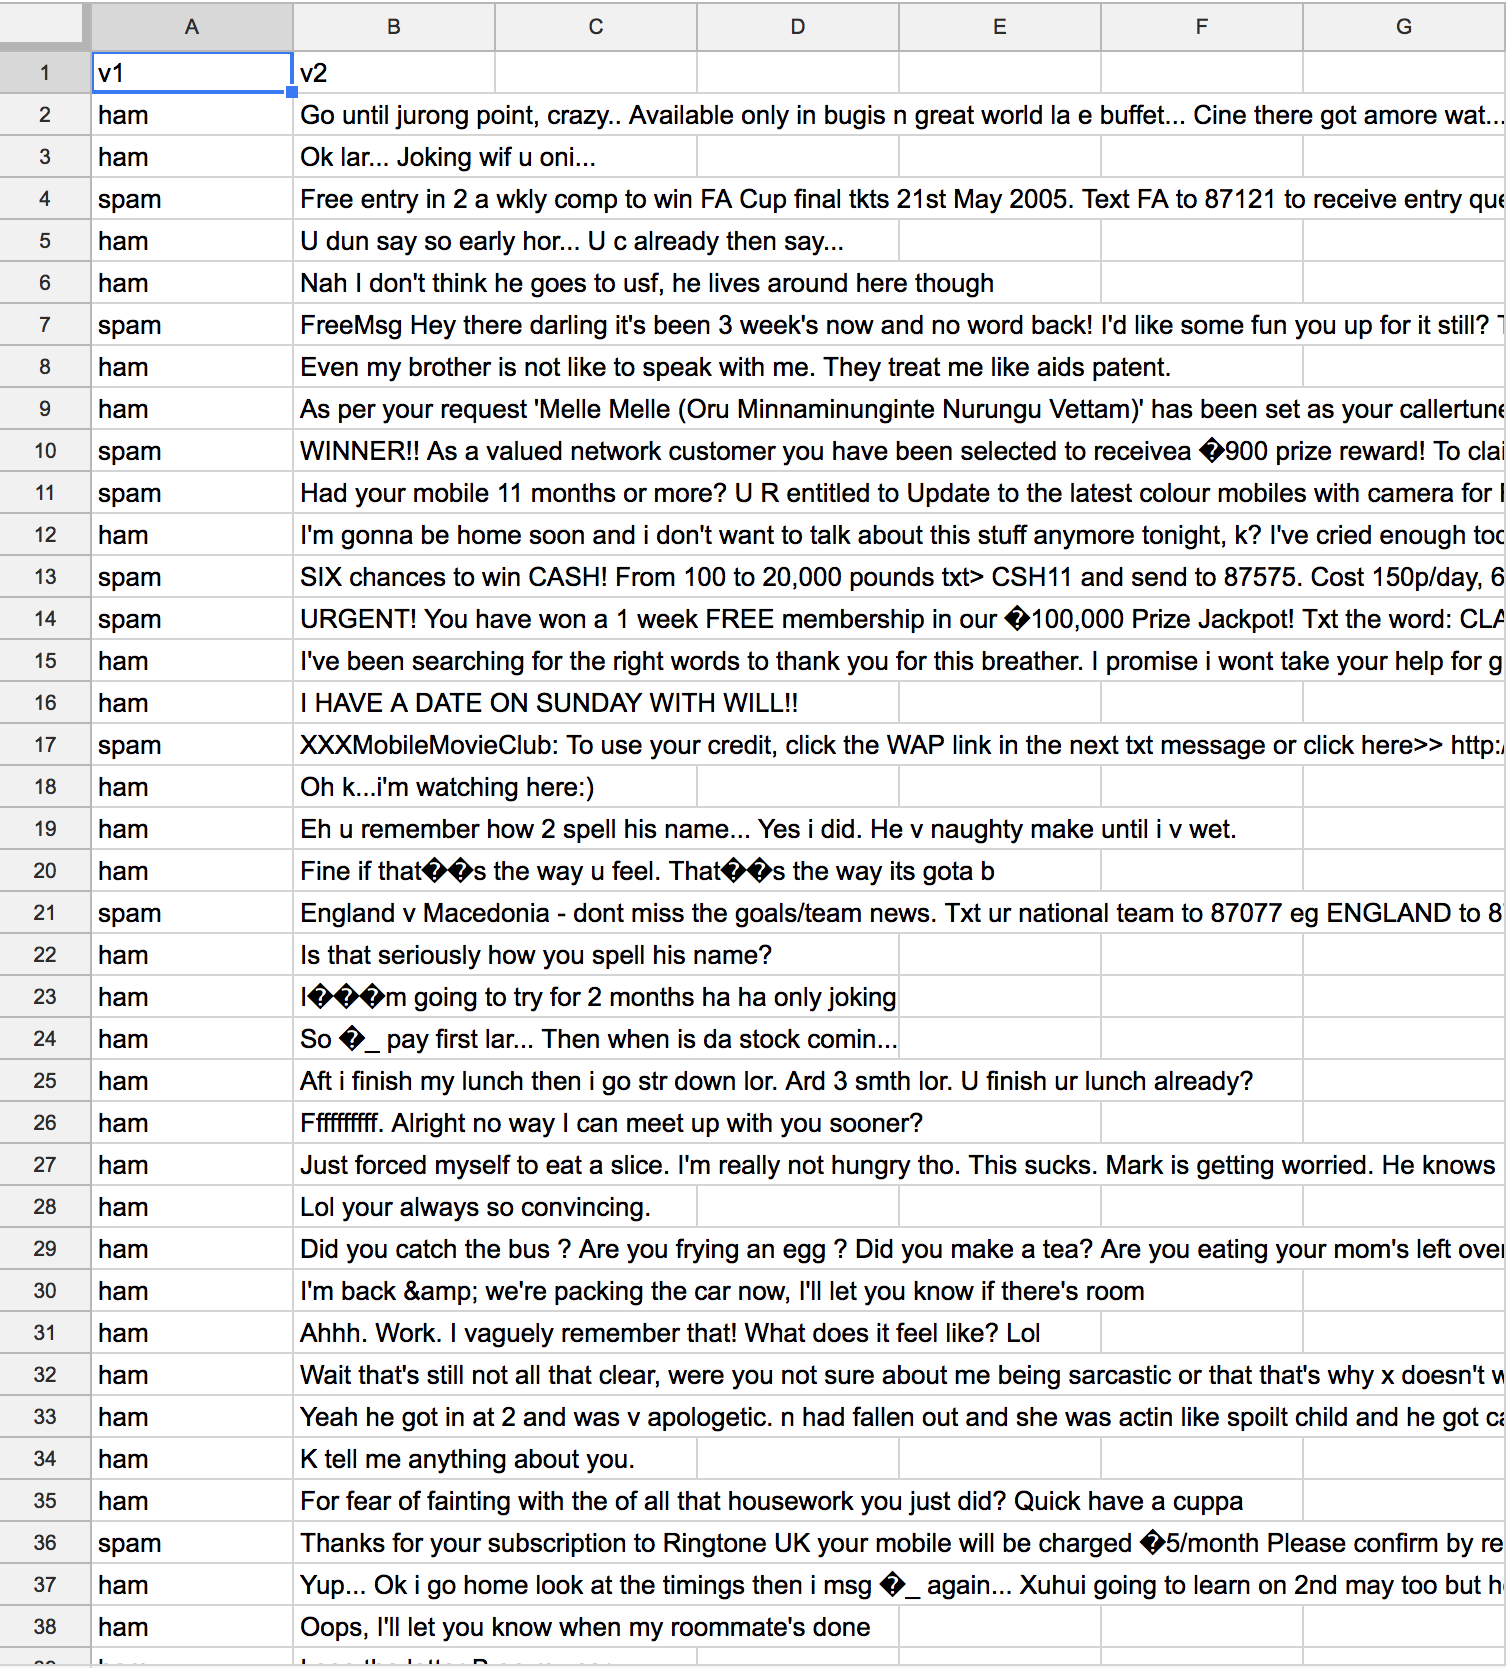 A B C D E F G
1 v1 v2
2 ham Go until jurong point, crazy.. Available only in bugis n great world la e buffet... Cine there got amore wat...
3 ham Ok lar... Joking wif u oni...
4 spam Free entry in 2 a wkly comp to win FA Cup final tkts 21st May 2005. Text FA to 87121 to receive entry que
5 ham U dun say so early hor... U c already then say...
6 ham Nah I don't think he goes to usf, he lives around here though
7 spam FreeMsg Hey there darling it's been 3 week's now and no word back! I'd like some fun you up for it still?
8 ham Even my brother is not like to speak with me. They treat me like aids patent.
9 ham As per your request 'Melle Melle (Oru Minnaminunginte Nurungu Vettam)' has been set as your callertune
10 spam WINNER!! As a valued network customer you have been selected to receivea �900 prize reward! To clai
11 spam Had your mobile 11 months or more? U R entitled to Update to the latest colour mobiles with camera for
12 ham I'm gonna be home soon and i don't want to talk about this stuff anymore tonight, k? I've cried enough tod
13 spam SIX chances to win CASH! From 100 to 20,000 pounds txt> CSH11 and send to 87575. Cost 150p/day, 6
14 spam URGENT! You have won a 1 week FREE membership in our �100,000 Prize Jackpot! Txt the word: CLA
15 ham I've been searching for the right words to thank you for this breather. I promise i wont take your help for g
16 ham I HAVE A DATE ON SUNDAY WITH WILL!!
17 spam XXXMobileMovieClub: To use your credit, click the WAP link in the next txt message or click here>> http:/
18 ham Oh k...i'm watching here:)
19 ham Eh u remember how 2 spell his name... Yes i did. He v naughty make until i v wet.
20 ham Fine if that��s the way u feel. That��s the way its gota b
21 spam England v Macedonia - dont miss the goals/team news. Txt ur national team to 87077 eg ENGLAND to 8
22 ham Is that seriously how you spell his name?
23 ham I���m going to try for 2 months ha ha only joking
24 ham So �_ pay first lar... Then when is da stock comin...
25 ham Aft i finish my lunch then i go str down lor. Ard 3 smth lor. U finish ur lunch already?
26 ham Ffffffffff. Alright no way I can meet up with you sooner?
27 ham Just forced myself to eat a slice. I'm really not hungry tho. This sucks. Mark is getting worried. He knows
28 ham Lol your always so convincing.
29 ham Did you catch the bus ? Are you frying an egg ? Did you make a tea? Are you eating your mom's left over
30 ham I'm back &amp; we're packing the car now, I'll let you know if there's room
31 ham Ahhh. Work. I vaguely remember that! What does it feel like? Lol
32 ham Wait that's still not all that clear, were you not sure about me being sarcastic or that that's why x doesn't w
33 ham Yeah he got in at 2 and was v apologetic. n had fallen out and she was actin like spoilt child and he got ca
34 ham K tell me anything about you.
35 ham For fear of fainting with the of all that housework you just did? Quick have a cuppa
36 spam Thanks for your subscription to Ringtone UK your mobile will be charged �5/month Please confirm by re
37 ham Yup... Ok i go home look at the timings then i msg �_ again... Xuhui going to learn on 2nd may too but h
38 ham Oops, I'll let you know when my roommate's done